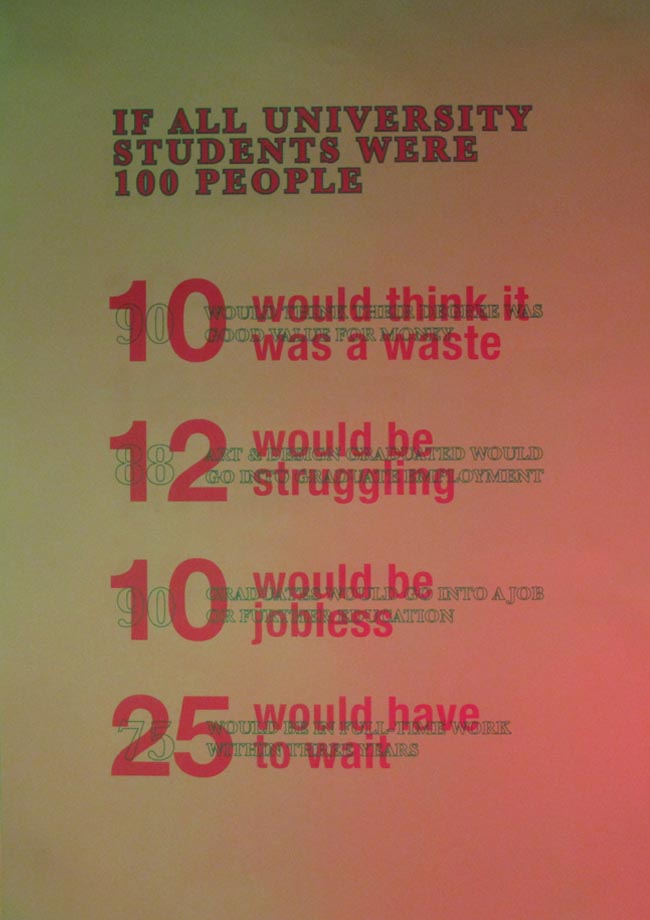 IF ALL UNIVERSITY
STUDENTS WERE
100 PEOPLE
10 would think it
was a waste
90 WOULD THINK THEIR DEGREE WAS
GOOD VALUE FOR MONEY
12 would be
struggling
88 ART & DESIGN GRADUATED WOULD
GO INTO GRADUATE EMPLOYMENT
10 would be
jobless
90 GRADUATES WOULD GO INTO A JOB
OR FURTHER EDUCATION
25 would have
to wait
75 WOULD BE IN FULL-TIME WORK
WITHIN THREE YEARS